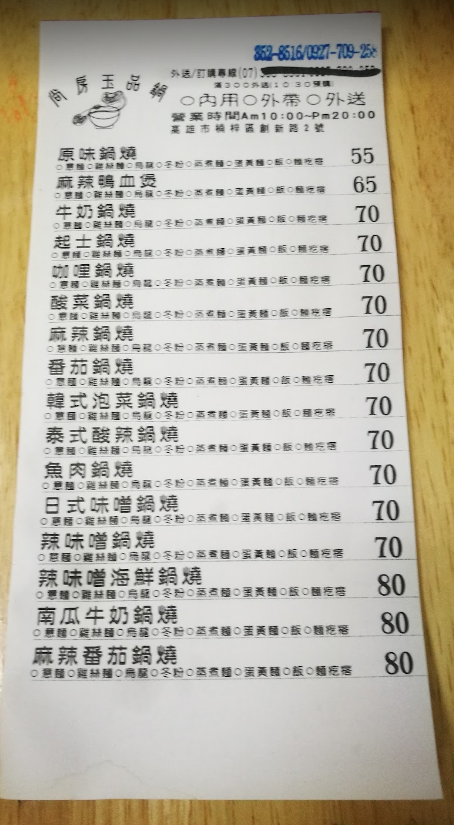 352-8516/0927-709-25
外送/訂購專線(07)
滿300外送(10:30預購)
尚房玉品鍋
○內用○外帶○外送
營業時間Am10:00~Pm20:00
高雄市楠梓區創新路2號
原味鍋燒 55
○意麵○雞絲麵○烏龍○冬粉○蒸煮麵○蛋黃麵○飯○麵疙瘩
麻辣鴨血煲 65
○意麵○雞絲麵○烏龍○冬粉○蒸煮麵○蛋黃麵○飯○麵疙瘩
牛奶鍋燒 70
○意麵○雞絲麵○烏龍○冬粉○蒸煮麵○蛋黃麵○飯○麵疙瘩
起士鍋燒 70
○意麵○雞絲麵○烏龍○冬粉○蒸煮麵○蛋黃麵○飯○麵疙瘩
咖哩鍋燒 70
○意麵○雞絲麵○烏龍○冬粉○蒸煮麵○蛋黃麵○飯○麵疙瘩
酸菜鍋燒 70
○意麵○雞絲麵○烏龍○冬粉○蒸煮麵○蛋黃麵○飯○麵疙瘩
麻辣鍋燒 70
○意麵○雞絲麵○烏龍○冬粉○蒸煮麵○蛋黃麵○飯○麵疙瘩
番茄鍋燒 70
○意麵○雞絲麵○烏龍○冬粉○蒸煮麵○蛋黃麵○飯○麵疙瘩
韓式泡菜鍋燒 70
○意麵○雞絲麵○烏龍○冬粉○蒸煮麵○蛋黃麵○飯○麵疙瘩
泰式酸辣鍋燒 70
○意麵○雞絲麵○烏龍○冬粉○蒸煮麵○蛋黃麵○飯○麵疙瘩
魚肉鍋燒 70
○意麵○雞絲麵○烏龍○冬粉○蒸煮麵○蛋黃麵○飯○麵疙瘩
日式味噌鍋燒 70
○意麵○雞絲麵○烏龍○冬粉○蒸煮麵○蛋黃麵○飯○麵疙瘩
辣味噌鍋燒 70
○意麵○雞絲麵○烏龍○冬粉○蒸煮麵○蛋黃麵○飯○麵疙瘩
辣味噌海鮮鍋燒 80
○意麵○雞絲麵○烏龍○冬粉○蒸煮麵○蛋黃麵○飯○麵疙瘩
南瓜牛奶鍋燒 80
○意麵○雞絲麵○烏龍○冬粉○蒸煮麵○蛋黃麵○飯○麵疙瘩
麻辣番茄鍋燒 80
○意麵○雞絲麵○烏龍○冬粉○蒸煮麵○蛋黃麵○飯○麵疙瘩